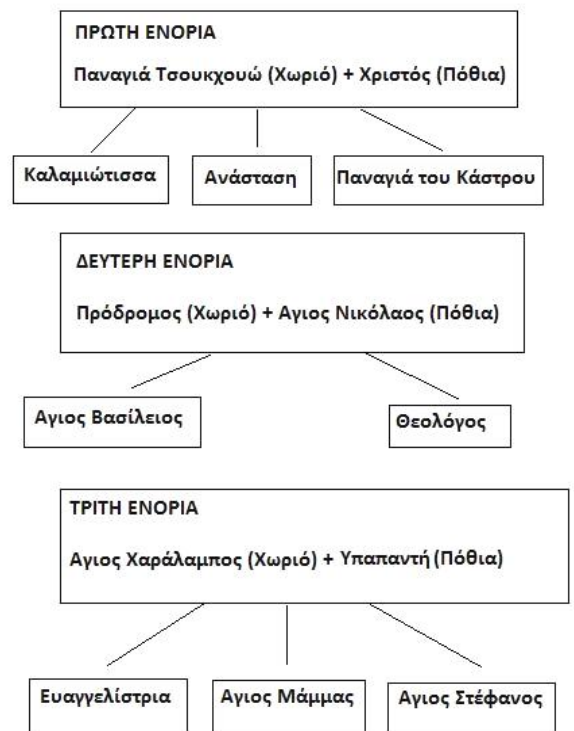 ΠΡΩΤΗ ΕΝΟΡΙΑ
Παναγιά Τσουκχουώ (Χωριό) + Χριστός (Πόθια)
Καλαμιώτισσα
Ανάσταση
Παναγιά του Κάστρου
ΔΕΥΤΕΡΗ ΕΝΟΡΙΑ
Πρόδρομος (Χωριό) + Αγιος Νικόλαος (Πόθια)
Αγιος Βασίλειος
Θεολόγος
ΤΡΙΤΗ ΕΝΟΡΙΑ
Αγιος Χαράλαμπος (Χωριό) + Υπαπαντή (Πόθια)
Ευαγγελίστρια
Αγιος Μάμμας
Αγιος Στέφανος